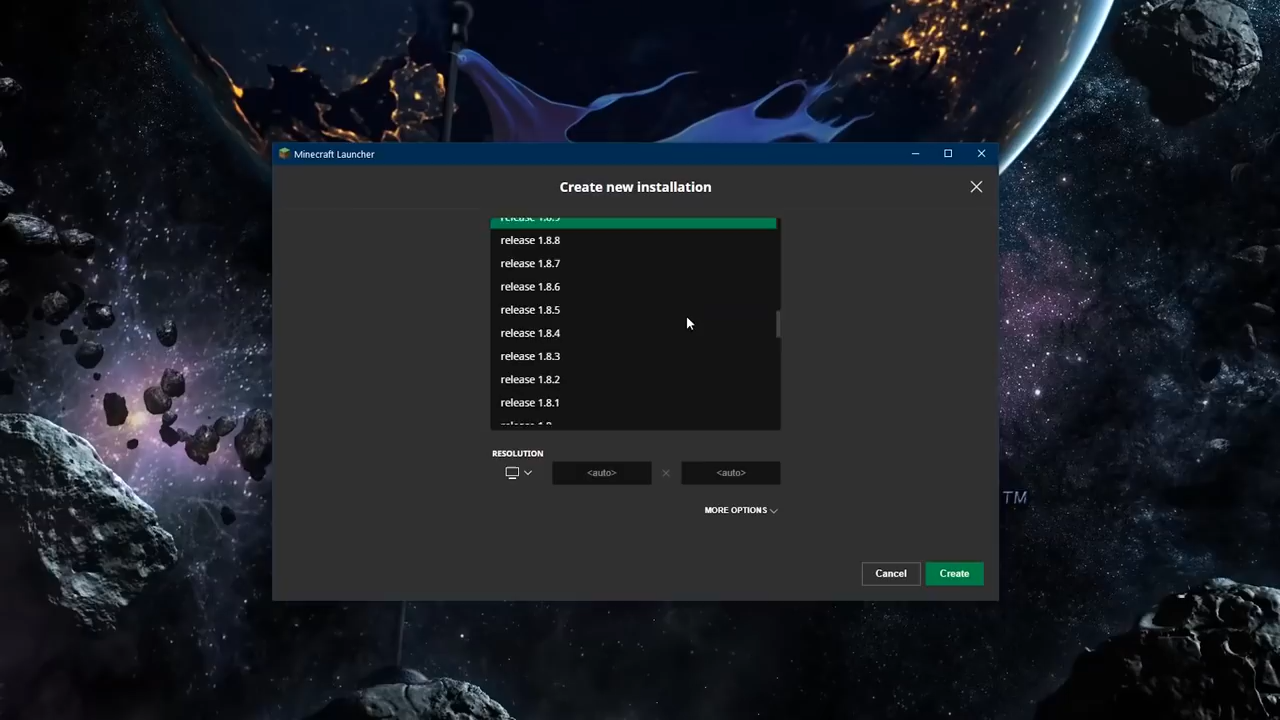 Minecraft Launcher
Create new installation
release 1.8.9
release 1.8.8
release 1.8.7
release 1.8.6
release 1.8.5
release 1.8.4
release 1.8.3
release 1.8.2
release 1.8.1
release 1.8
RESOLUTION
<auto> × <auto>
MORE OPTIONS
TM
Cancel Create